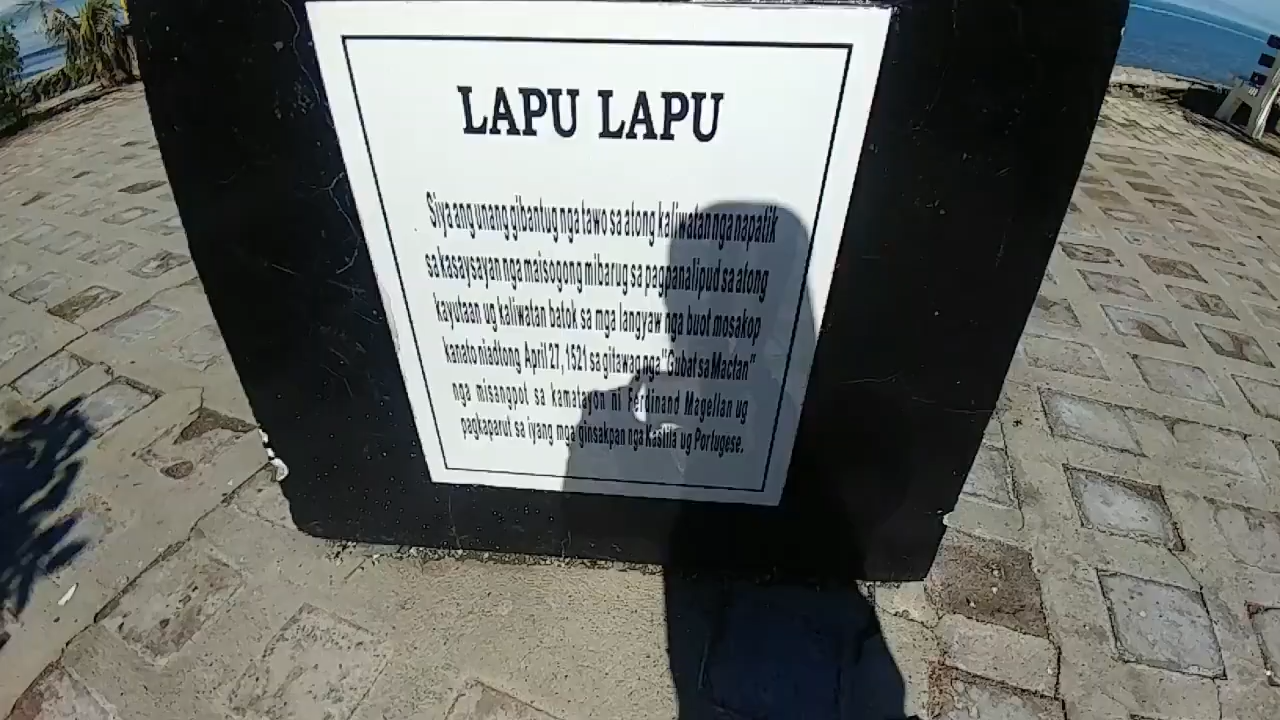 LAPU LAPU
Siya ang unang gibantug nga tawo sa atong kaliwatan nga napatik
sa kasaysayan nga maisogong mibarug sa pagpanalipud sa atong
kayutaan ug kaliwatan batok sa mga langyaw nga buot mosakop
kanato niadtong April 27, 1521 sa gitawag nga "Gubat sa Mactan"
nga misangpot sa kamatayon ni Ferdinand Magellan ug
pagkaparut sa iyang mga ginsakpan nga Kastila ug Portugese.